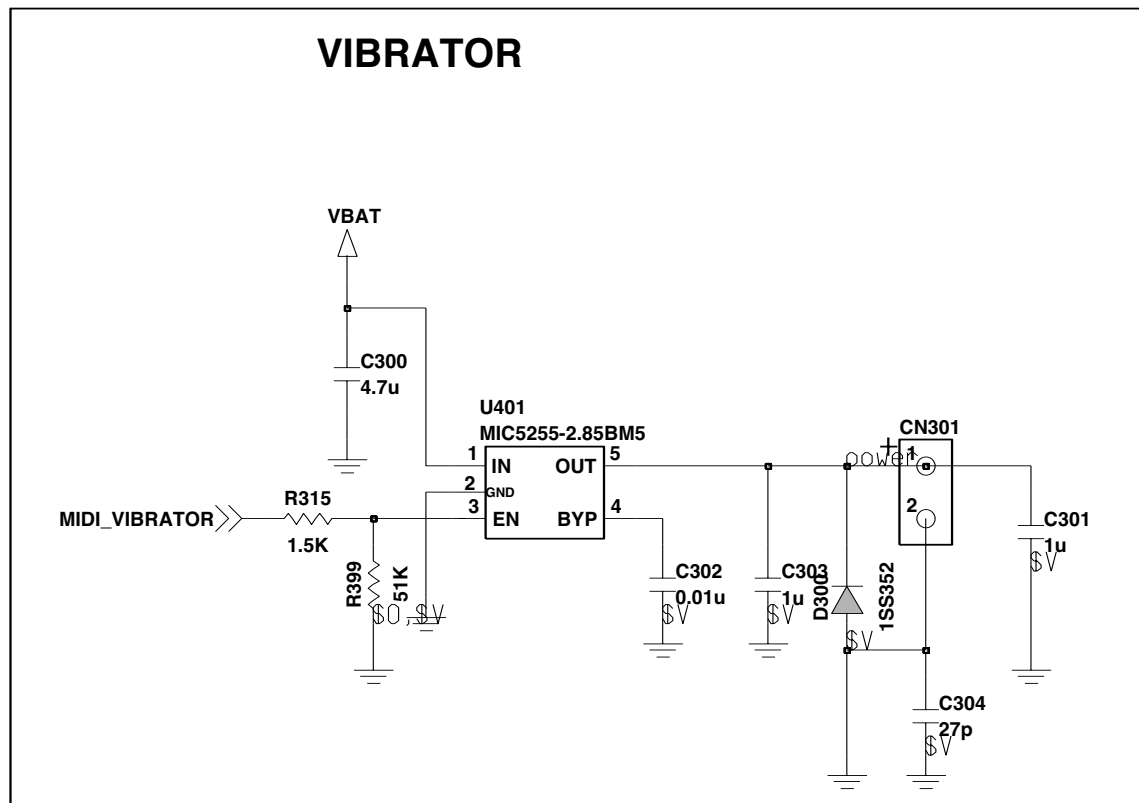 VIBRATOR
VBAT
C300
4.7u
U401
MIC5255-2.85BM5
CN301
1 IN OUT 5
2 GND
3 EN BYP 4
power
+
1
2
R315
MIDI_VIBRATOR
1.5K
R399
51K
$0,$V
C302
0.01u
$V
C303
1u
$V
D300
1SS352
$V
C301
1u
$V
C304
27p
$V